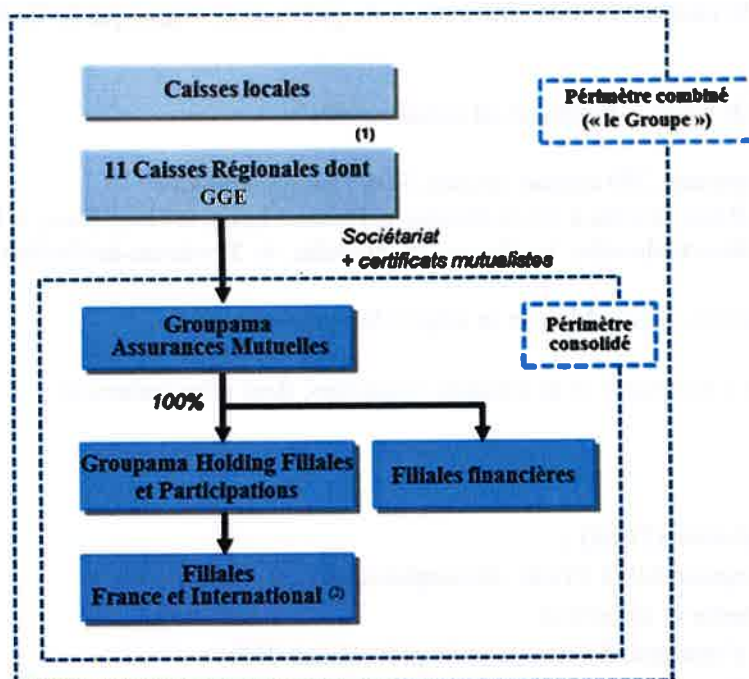 Caisses locales
Périmètre combiné
(« le Groupe »)
(1)
11 Caisses Régionales dont
GGE
Sociétariat
+ certificats mutualistes
Groupama
Assurances Mutuelles
Périmètre
consolidé
100%
Groupama Holding Filiales
et Participations
Filiales financières
Filiales
France et International (2)